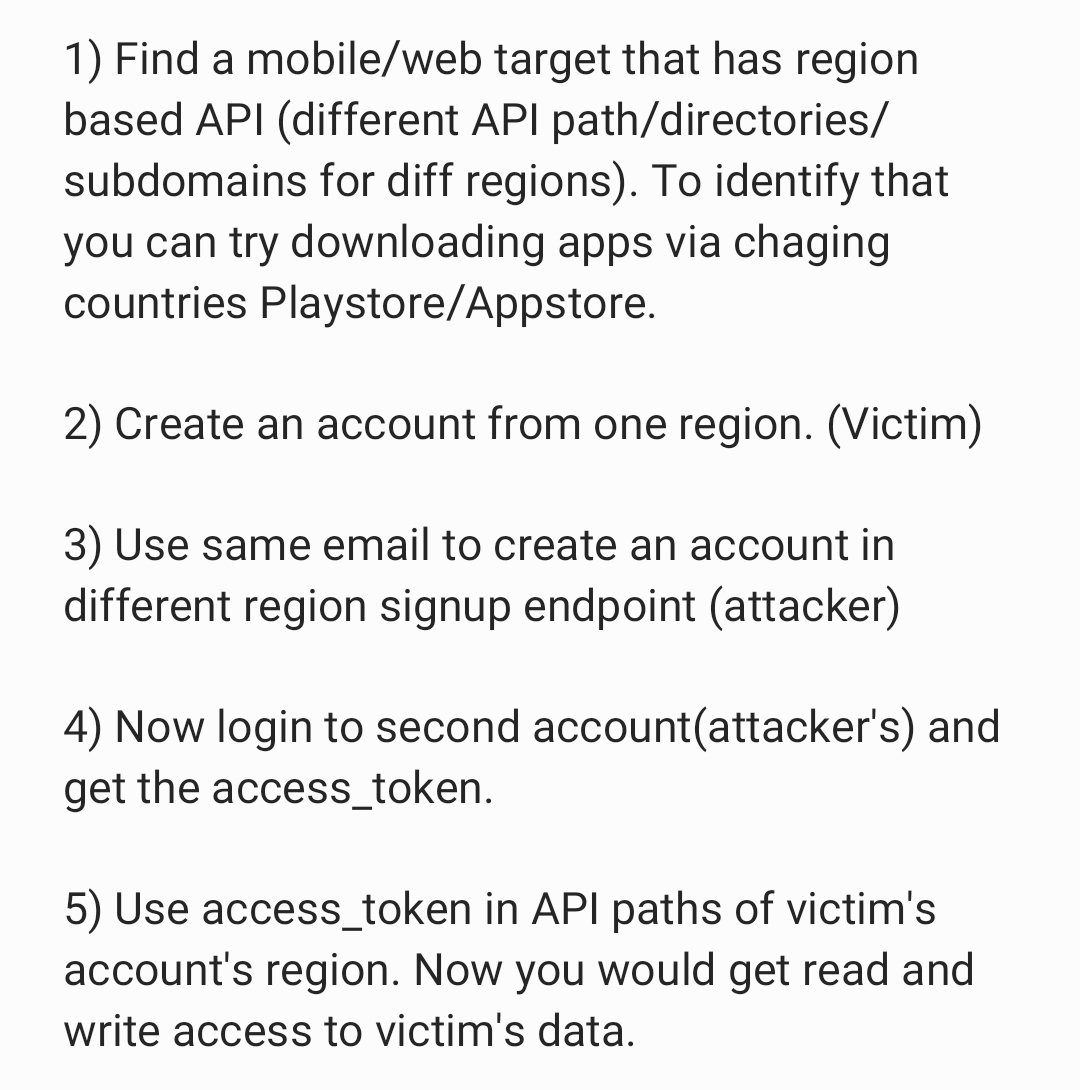 1) Find a mobile/web target that has region
based API (different API path/directories/
subdomains for diff regions). To identify that
you can try downloading apps via chaging
countries Playstore/Appstore.
2) Create an account from one region. (Victim)
3) Use same email to create an account in
different region signup endpoint (attacker)
4) Now login to second account(attacker's) and
get the access_token.
5) Use access_token in API paths of victim's
account's region. Now you would get read and
write access to victim's data.